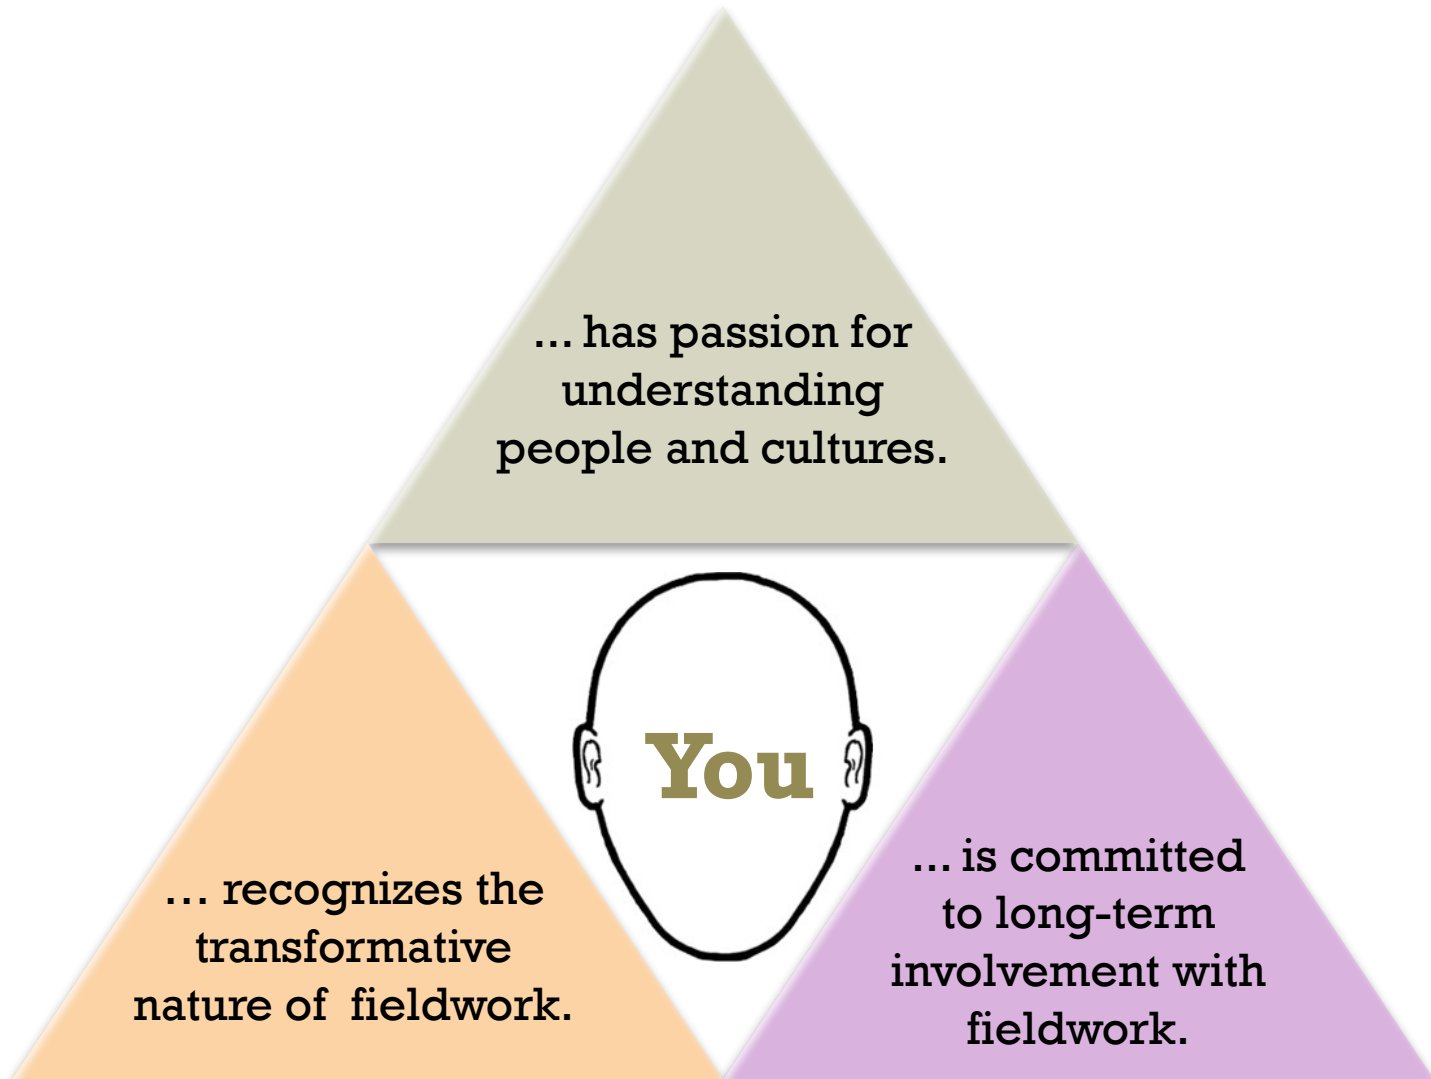 ... has passion for
understanding
people and cultures.
You
... recognizes the
transformative
nature of  fieldwork.
... is committed
to long-term
involvement with
fieldwork.